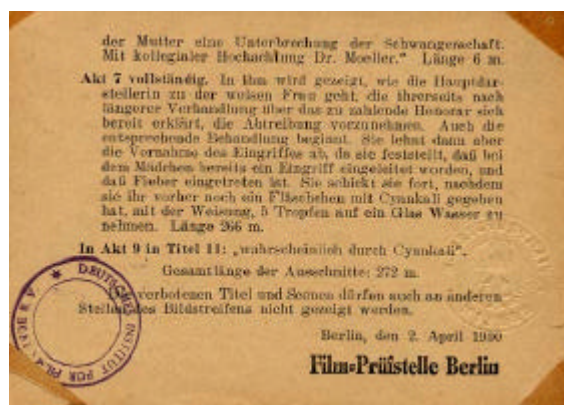 der Mutter eine Unterbrechung der Schwangerschaft.
Mit kollegialer Hochachtung Dr. Moeller." Länge 6 m.
Akt 7 vollständig. In ihm wird gezeigt, wie die Hauptdar-
stellerin zu der weisen Frau geht, die ihrerseits nach
längerer Verhandlung über das zu zahlende Honorar sich
bereit erklärt, die Abtreibung vorzunehmen. Auch die
entsprechende Behandlung beginnt. Sie lehnt dann aber
die Vornahme des Eingriffes ab, da sie feststellt, daß bei
dem Mädchen bereits ein Eingriff eingeleitet worden, und
daß Fieber eingetreten ist. Sie schickt sie fort, nachdem
sie ihr vorher noch ein Fläschchen mit Cyankali gegeben
hat, mit der Weisung, 5 Tropfen auf ein Glas Wasser zu
nehmen. Länge 266 m.
In Akt 9 in Titel 11: „wahrscheinlich durch Cyankali".
Gesamtlänge der Ausschnitte: 272 m.
verbotenen Titel und Scenen dürfen auch an anderen
Stellen des Bildstreifens nicht gezeigt werden.
Berlin, den 2. April 1930
Film-Prüfstelle Berlin
DEUTSCHES INSTITUT FÜR FILMKUNDE E.V.